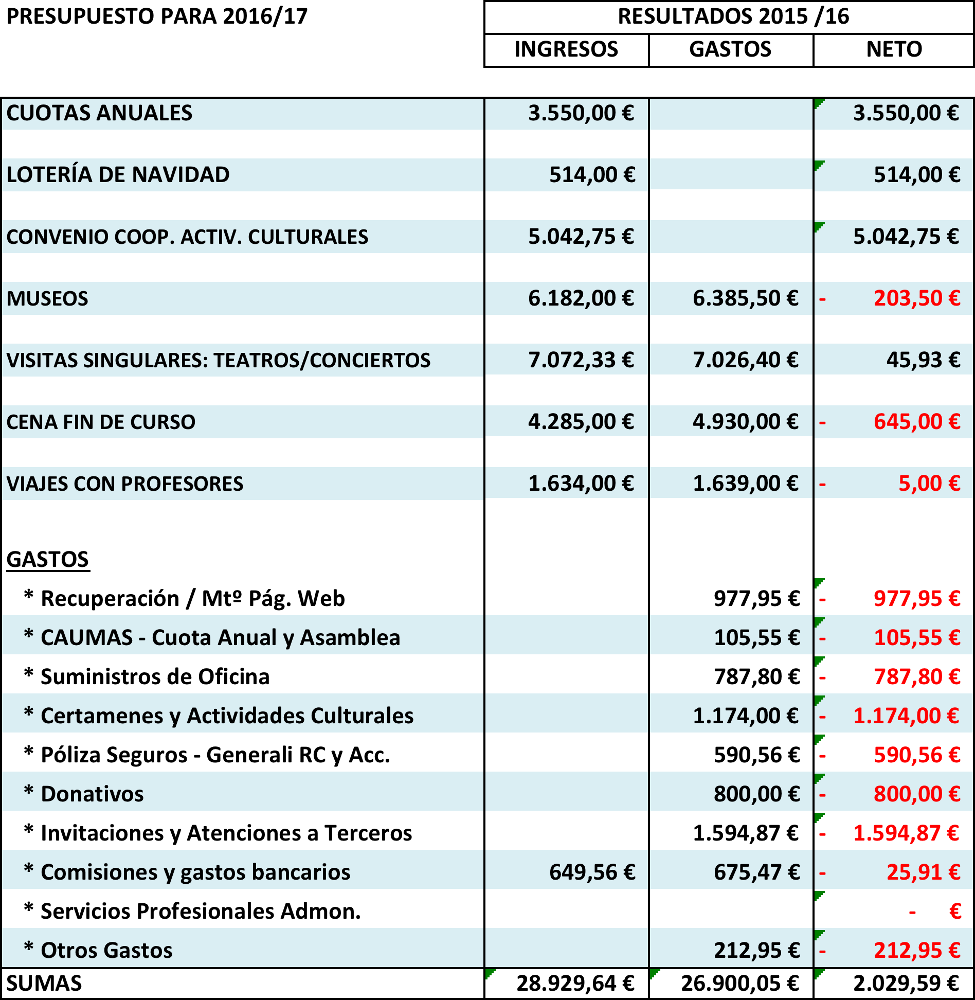 PRESUPUESTO PARA 2016/17 RESULTADOS 2015 /16
INGRESOS GASTOS NETO
CUOTAS ANUALES 3.550,00 € 3.550,00 €
LOTERÍA DE NAVIDAD 514,00 € 514,00 €
CONVENIO COOP. ACTIV. CULTURALES 5.042,75 € 5.042,75 €
MUSEOS 6.182,00 € 6.385,50 € - 203,50 €
VISITAS SINGULARES: TEATROS/CONCIERTOS 7.072,33 € 7.026,40 € 45,93 €
CENA FIN DE CURSO 4.285,00 € 4.930,00 € - 645,00 €
VIAJES CON PROFESORES 1.634,00 € 1.639,00 € - 5,00 €
GASTOS
* Recuperación / Mtº Pág. Web 977,95 € - 977,95 €
* CAUMAS - Cuota Anual y Asamblea 105,55 € - 105,55 €
* Suministros de Oficina 787,80 € - 787,80 €
* Certamenes y Actividades Culturales 1.174,00 € - 1.174,00 €
* Póliza Seguros - Generali RC y Acc. 590,56 € - 590,56 €
* Donativos 800,00 € - 800,00 €
* Invitaciones y Atenciones a Terceros 1.594,87 € - 1.594,87 €
* Comisiones y gastos bancarios 649,56 € 675,47 € - 25,91 €
* Servicios Profesionales Admon. - €
* Otros Gastos 212,95 € - 212,95 €
SUMAS 28.929,64 € 26.900,05 € 2.029,59 €